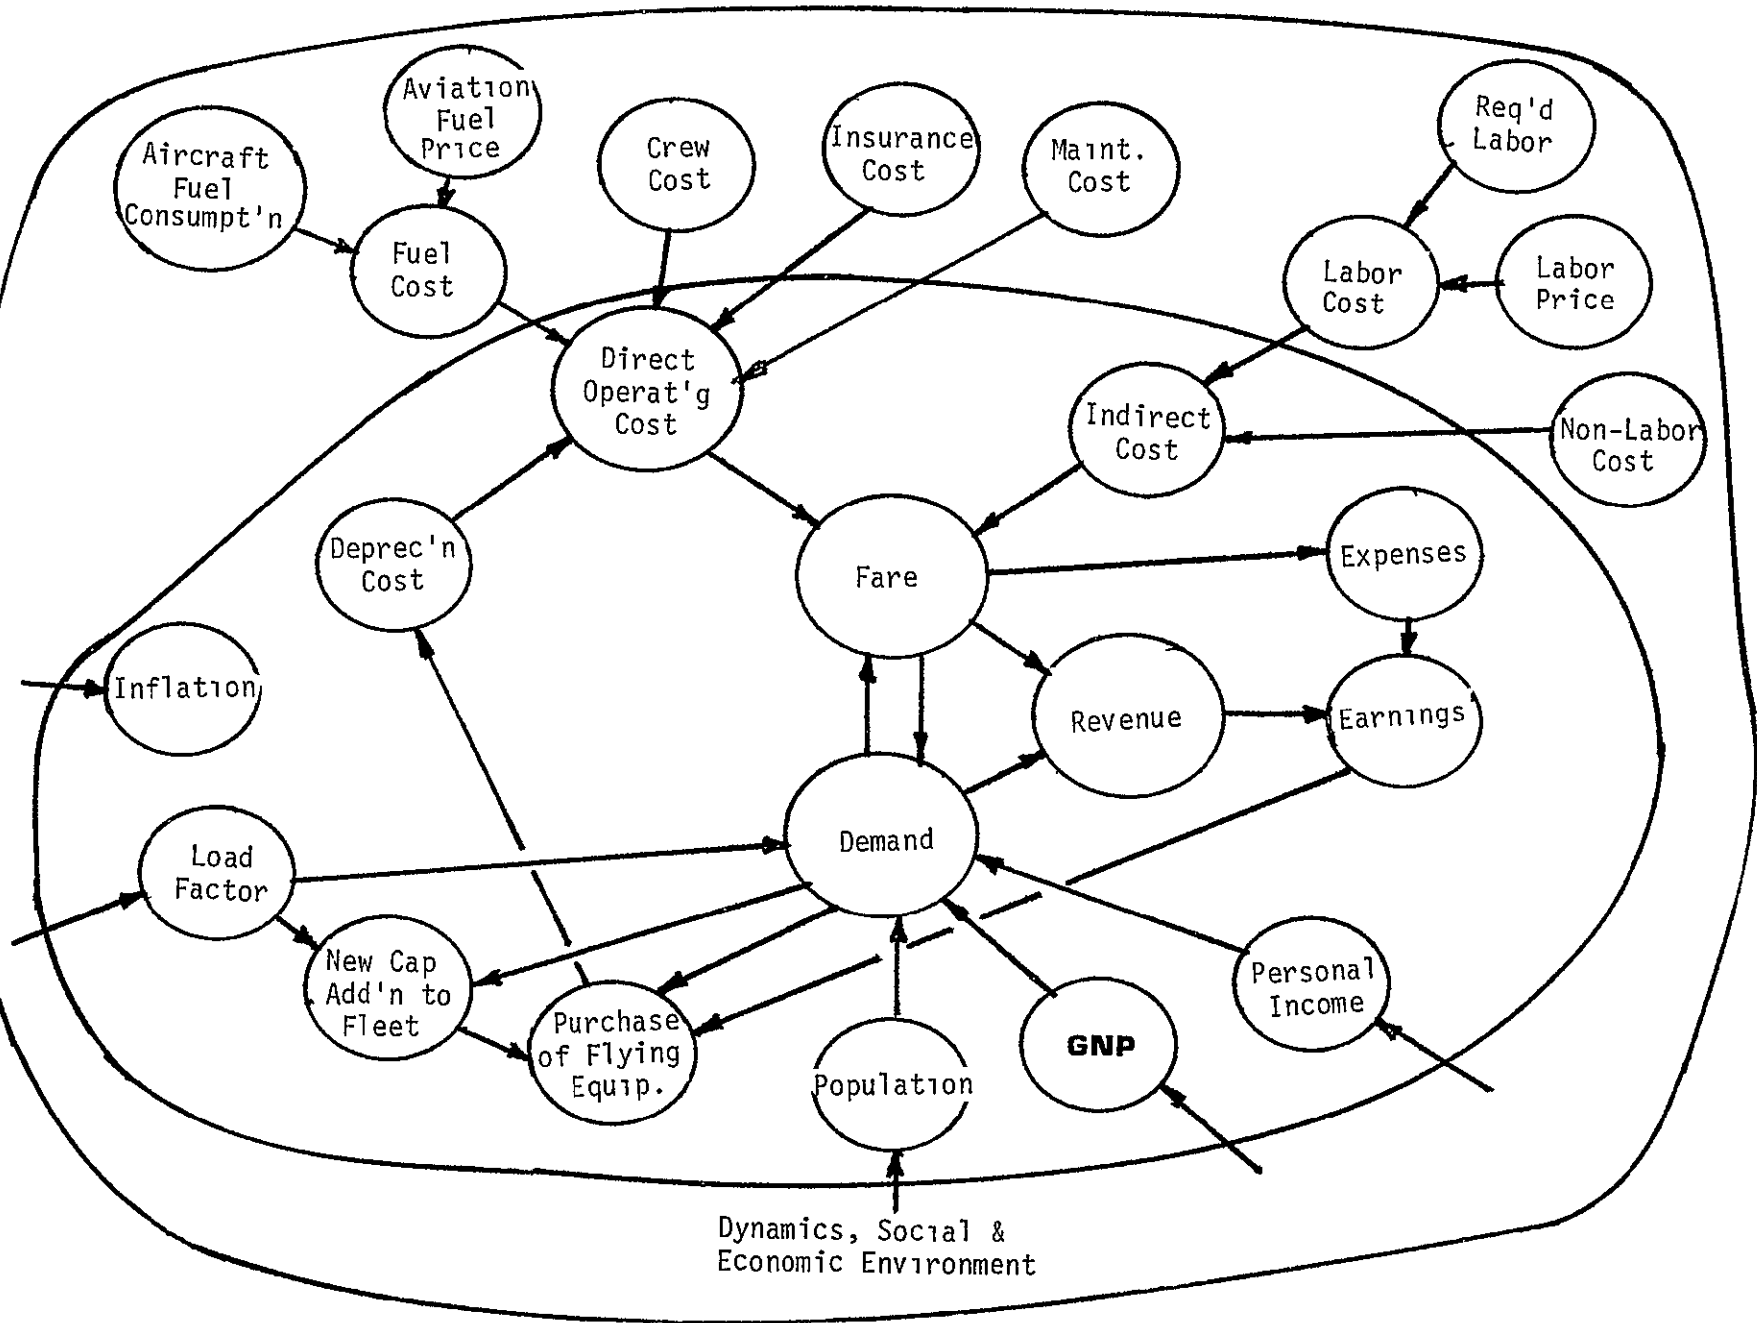 Aviation
Fuel
Price
Aircraft
Fuel
Consumpt'n
Crew
Cost
Insurance
Cost
Maint.
Cost
Req'd
Labor
Fuel
Cost
Labor
Cost
Labor
Price
Direct
Operat'g
Cost
Indirect
Cost
Non-Labor
Cost
Deprec'n
Cost
Fare
Expenses
Inflation
Revenue
Earnings
Load
Factor
Demand
New Cap
Add'n to
Fleet
Purchase
of Flying
Equip.
Population
GNP
Personal
Income
Dynamics, Social &
Economic Environment